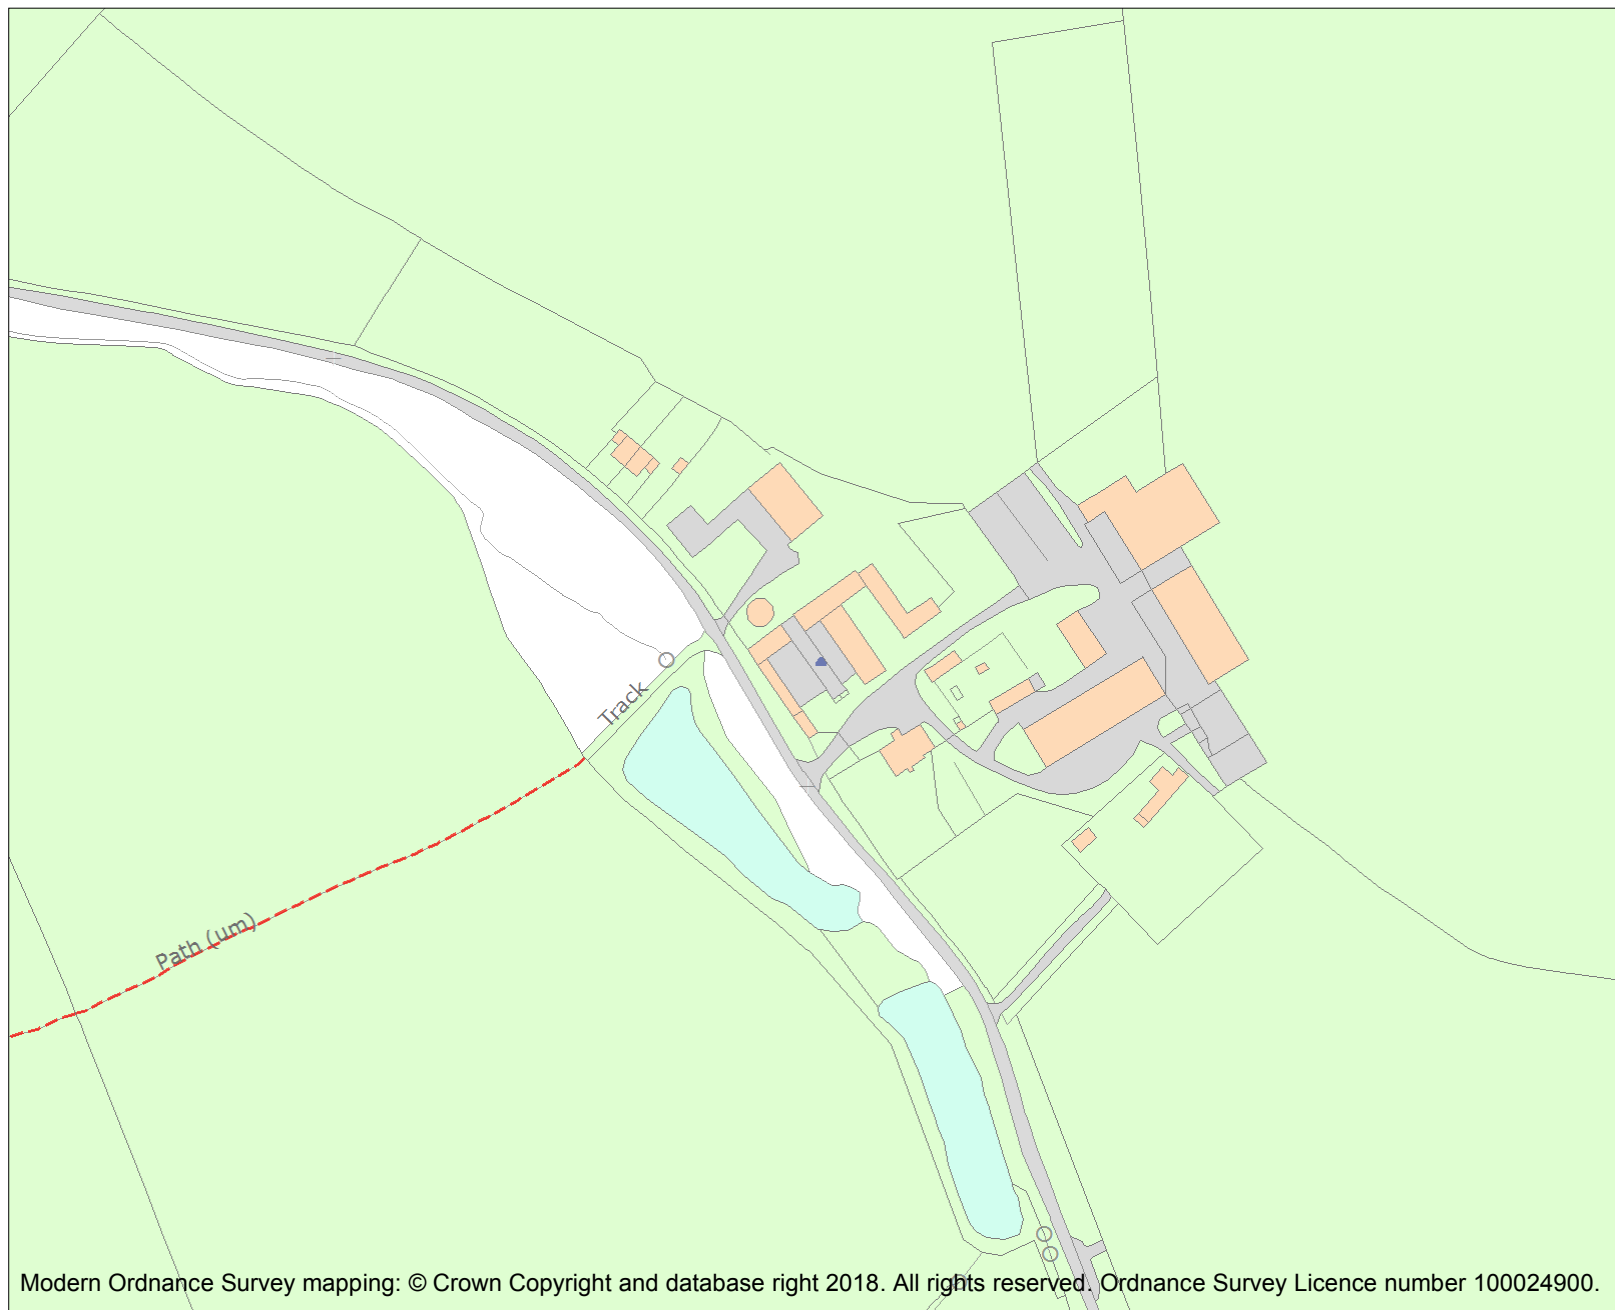 Track
Path (um)
Modern Ordnance Survey mapping: © Crown Copyright and database right 2018. All rights reserved. Ordnance Survey Licence number 100024900.